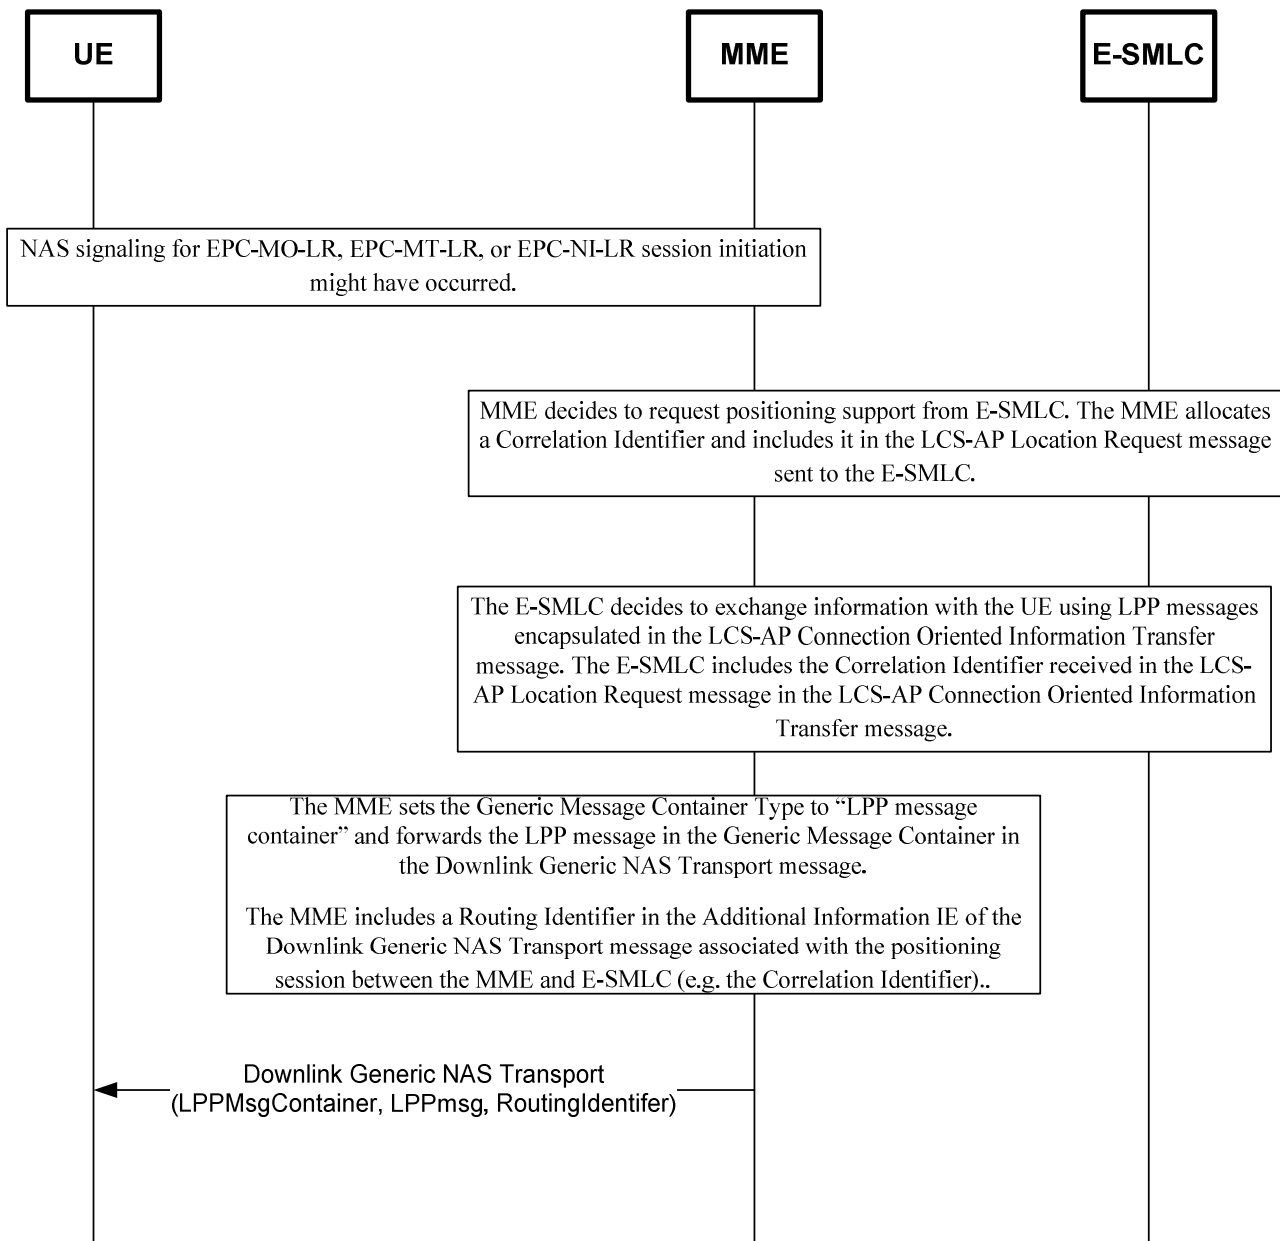 UE
MME
E-SMLC
NAS signaling for EPC-MO-LR, EPC-MT-LR, or EPC-NI-LR session initiation
might have occurred.
MME decides to request positioning support from E-SMLC. The MME allocates
a Correlation Identifier and includes it in the LCS-AP Location Request message
sent to the E-SMLC.
The E-SMLC decides to exchange information with the UE using LPP messages
encapsulated in the LCS-AP Connection Oriented Information Transfer
message. The E-SMLC includes the Correlation Identifier received in the LCS-
AP Location Request message in the LCS-AP Connection Oriented Information
Transfer message.
The MME sets the Generic Message Container Type to “LPP message
container” and forwards the LPP message in the Generic Message Container in
the Downlink Generic NAS Transport message.
The MME includes a Routing Identifier in the Additional Information IE of the
Downlink Generic NAS Transport message associated with the positioning
session between the MME and E-SMLC (e.g. the Correlation Identifier)..
Downlink Generic NAS Transport
(LPPMsgContainer, LPPmsg, RoutingIdentifer)